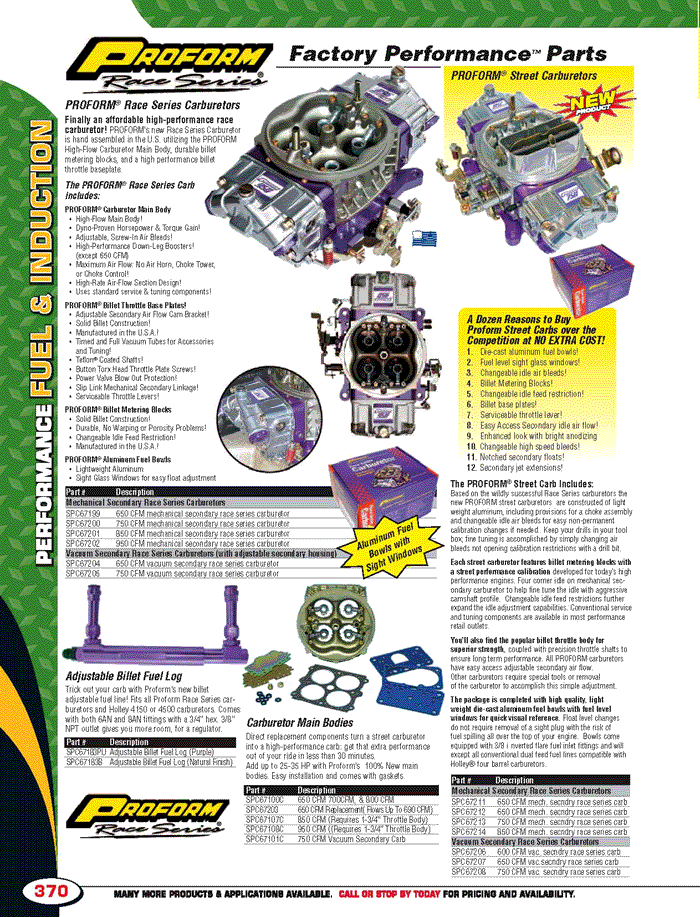 PROFORM
Race Series®
Factory Performance™ Parts
PROFORM® Race Series Carburetors
Finally an affordable high-performance race
carburetor! PROFORM's new Race Series Carburetor
is hand assembled in the U.S. utilizing the PROFORM
High-Flow Carburetor Main Body, durable billet
metering blocks, and a high performance billet
throttle baseplate.
The PROFORM® Race Series Carb
includes:
PROFORM® Carburetor Main Body
• High-Flow Main Body!
• Dyno-Proven Horsepower & Torque Gain!
• Adjustable, Screw-In Air Bleeds!
• High-Performance Down-Leg Boosters!
(except 650 CFM)
• Maximum Air Flow: No Air Horn, Choke Tower,
or Choke Control!
• High-Rate Air-Flow Section Design!
• Uses standard service & tuning components!
PROFORM® Billet Throttle Base Plates!
• Adjustable Secondary Air Flow Cam Bracket!
• Solid Billet Construction!
• Manufactured in the U.S.A.!
• Timed and Full Vacuum Tubes for Accessories
and Tuning!
• Teflon® Coated Shafts!
• Button Torx Head Throttle Plate Screws!
• Power Valve Blow Out Protection!
• Slip Link Mechanical Secondary Linkage!
• Serviceable Throttle Levers!
PROFORM® Billet Metering Blocks
• Solid Billet Construction!
• Durable, No Warping or Porosity Problems!
• Changeable Idle Feed Restriction!
• Manufactured in the U.S.A.!
PROFORM® Aluminum Fuel Bowls
• Lightweight Aluminum
• Sight Glass Windows for easy float adjustment
Part # Description
Mechanical Secondary Race Series Carburetors
SPC67199 650 CFM mechanical secondary race series carburetor
SPC67200 750 CFM mechanical secondary race series carburetor
SPC67201 850 CFM mechanical secondary race series carburetor
SPC67202 950 CFM mechanical secondary race series carburetor
Vacuum Secondary Race Series Carburetors (with adjustable secondary housing)
SPC67204 650 CFM vacuum secondary race series carburetor
SPC67205 750 CFM vacuum secondary race series carburetor
Aluminum Fuel
Bowls with
Sight Windows
Adjustable Billet Fuel Log
Trick out your carb with Proform's new billet
adjustable fuel line! Fits all Proform Race Series car-
buretors and Holley 4150 or 4500 carburetors. Comes
with both 6AN and 8AN fittings with a 3/4" hex. 3/8"
NPT outlet gives you more room, for a regulator.
Part # Description
SPC67183PU Adjustable Billet Fuel Log (Purple)
SPC67183B Adjustable Billet Fuel Log (Natural Finish)
PROFORM
Race Series®
Carburetor Main Bodies
Direct replacement components turn a street carburetor
into a high-performance carb: get that extra performance
out of your ride in less than 30 minutes.
Add up to 25-35 HP with Proform's 100% New main
bodies. Easy installation and comes with gaskets.
Part # Description
SPC67100C 650 CFM 700CFM, & 800 CFM
SPC67203 650 CFM Replacement( Flows Up To 690 CFM)
SPC67107C 850 CFM (Requires 1-3/4" Throttle Body)
SPC67108C 950 CFM ((Requires 1-3/4" Throttle Body)
SPC67101C 750 CFM Vacuum Secondary Carb
PROFORM® Street Carburetors
NEW
PRODUCT
A Dozen Reasons to Buy
Proform Street Carbs over the
Competition at NO EXTRA COST!
1. Die-cast aluminum fuel bowls!
2. Fuel level sight glass windows!
3. Changeable idle air bleeds!
4. Billet Metering Blocks!
5. Changeable idle feed restriction!
6. Billet base plates!
7. Serviceable throttle lever!
8. Easy Access Secondary idle air flow!
9. Enhanced look with bright anodizing
10. Changeable high speed bleeds!
11. Notched secondary floats!
12. Secondary jet extensions!
The PROFORM® Street Carb Includes:
Based on the wildly successful Race Series carburetors the
new PROFORM street carburetors are constructed of light
weight aluminum, including provisions for a choke assembly
and changeable idle air bleeds for easy non-permanent
calibration changes if needed. Keep your drills in your tool
box; fine tuning is accomplished by simply changing air
bleeds not opening calibration restrictions with a drill bit.
Each street carburetor features billet metering blocks with
a street performance calibration developed for today's high
performance engines. Four corner idle on mechanical sec-
ondary carburetor to help fine tune the idle with aggressive
camshaft profile. Changeable idle feed restrictions further
expand the idle adjustment capabilities. Conventional service
and tuning components are available in most performance
retail outlets.
You'll also find the popular billet throttle body for
superior strength, coupled with precision throttle shafts to
ensure long term performance. All PROFORM carburetors
have easy access adjustable secondary air flow.
Other carburetors require special tools or removal
of the carburetor to accomplish this simple adjustment.
The package is completed with high quality, light
weight die-cast aluminum fuel bowls with fuel level
windows for quick visual reference. Float level changes
do not require removal of a sight plug with the risk of
fuel spilling all over the top of your engine. Bowls come
equipped with 3/8 inverted flare fuel inlet fittings and will
except all conventional dual feed fuel lines compatible with
Holley® four barrel carburetors.
Part # Description
Mechanical Secondary Race Series Carburetors
SPC67211 650 CFM mech. secndry race series carb
SPC67212 650 CFM mech. secndry race series carb
SPC67213 750 CFM mech. secndry race series carb
SPC67214 850 CFM mech. secndry race series carb
Vacuum Secondary Race Series Carburetors
SPC67206 600 CFM vac. secndry race series carb
SPC67207 650 CFM vac.secndry race series carb
SPC67208 750 CFM vac. secndry race series carb
PERFORMANCE FUEL & INDUCTION
370
MANY MORE PRODUCTS & APPLICATIONS AVAILABLE. CALL OR STOP BY TODAY FOR PRICING AND AVAILABILITY.